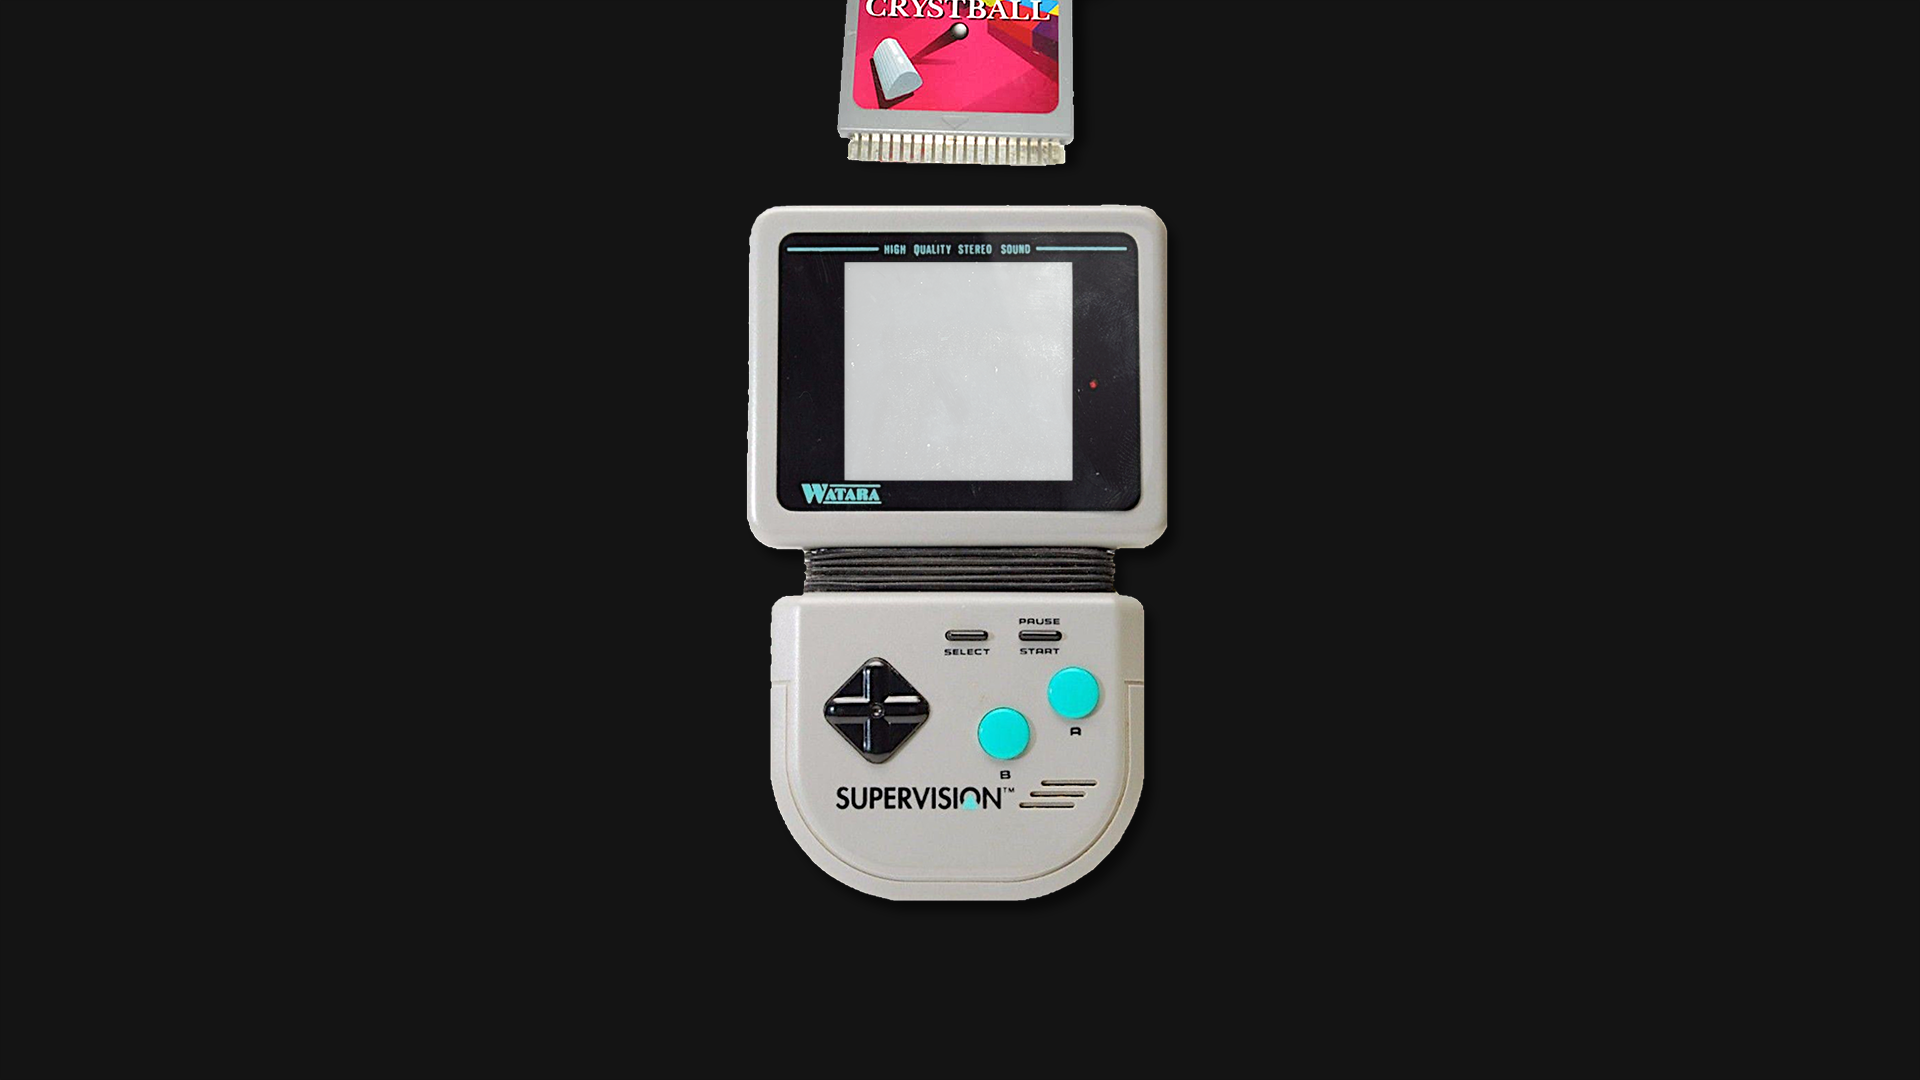 CRYSTBALL
HIGH QUALITY STEREO SOUND
WATARA
PAUSE
SELECT
START
A
B
SUPERVISION™